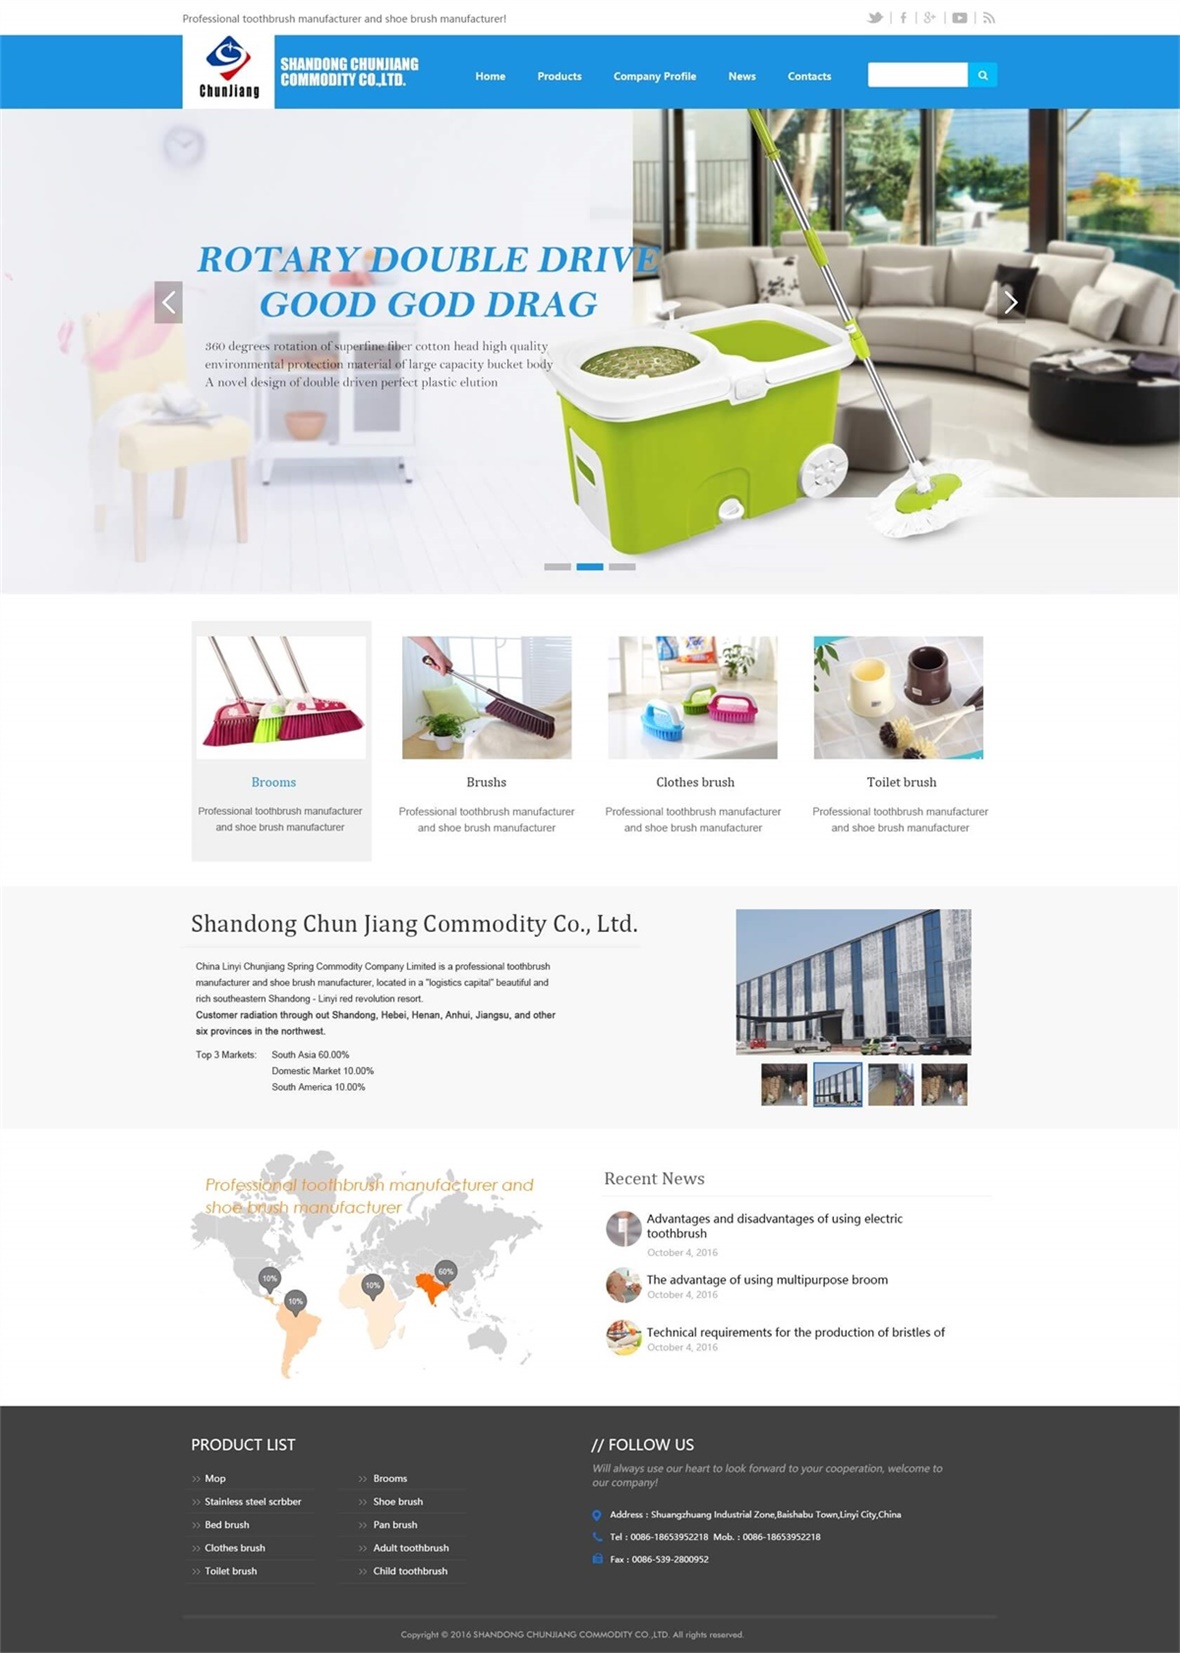 Professional toothbrush manufacturer and shoe brush manufacturer!
ChunJiang
SHANDONG CHUNJIANG
COMMODITY CO.,LTD.
Home
Products
Company Profile
News
Contacts
ROTARY DOUBLE DRIVE
GOOD GOD DRAG
360 degrees rotation of superfine fiber cotton head high quality
environmental protection material of large capacity bucket body
A novel design of double driven perfect plastic elution
Brooms
Professional toothbrush manufacturer
and shoe brush manufacturer
Brushs
Professional toothbrush manufacturer
and shoe brush manufacturer
Clothes brush
Professional toothbrush manufacturer
and shoe brush manufacturer
Toilet brush
Professional toothbrush manufacturer
and shoe brush manufacturer
Shandong Chun Jiang Commodity Co., Ltd.
China Linyi Chunjiang Spring Commodity Company Limited is a professional toothbrush
manufacturer and shoe brush manufacturer, located in a "logistics capital" beautiful and
rich southeastern Shandong - Linyi red revolution resort.
Customer radiation through out Shandong, Hebei, Henan, Anhui, Jiangsu, and other
six provinces in the northwest.
Top 3 Markets: South Asia 60.00%
Domestic Market 10.00%
South America 10.00%
Professional toothbrush manufacturer and
shoe brush manufacturer
10%
10%
10%
60%
Recent News
Advantages and disadvantages of using electric
toothbrush
October 4, 2016
The advantage of using multipurpose broom
October 4, 2016
Technical requirements for the production of bristles of
October 4, 2016
PRODUCT LIST
>> Mop
>> Stainless steel scrbber
>> Bed brush
>> Clothes brush
>> Toilet brush
>> Brooms
>> Shoe brush
>> Pan brush
>> Adult toothbrush
>> Child toothbrush
// FOLLOW US
Will always use our heart to look forward to your cooperation, welcome to
our company!
Address : Shuangzhuang Industrial Zone,Baishabu Town,Linyi City,China
Tel : 0086-18653952218 Mob. : 0086-18653952218
Fax : 0086-539-2800952
Copyright © 2016 SHANDONG CHUNJIANG COMMODITY CO.,LTD. All rights reserved.